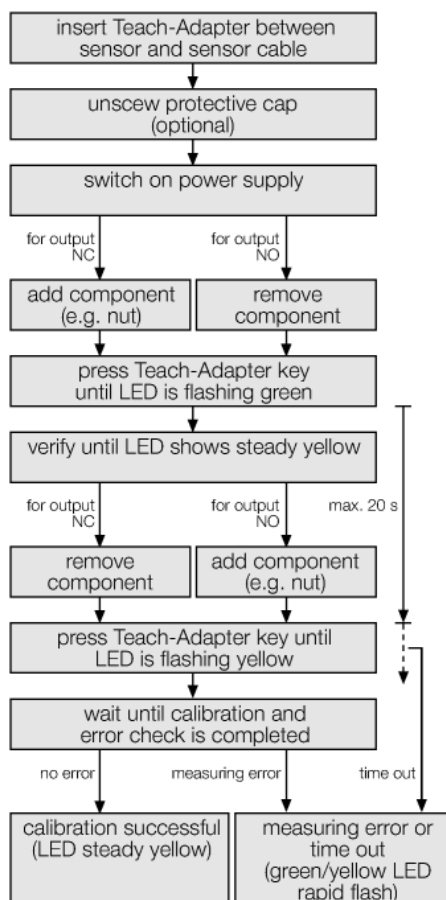 insert Teach-Adapter between
sensor and sensor cable
unscew protective cap
(optional)
switch on power supply
for output
NC
for output
NO
add component
(e.g. nut)
remove
component
press Teach-Adapter key
until LED is flashing green
verify until LED shows steady yellow
for output
NC
for output
NO
max. 20 s
remove
component
add component
(e.g. nut)
press Teach-Adapter key until
LED is flashing yellow
wait until calibration and
error check is completed
no error
measuring error
time out
calibration successful
(LED steady yellow)
measuring error or
time out
(green/yellow LED
rapid flash)